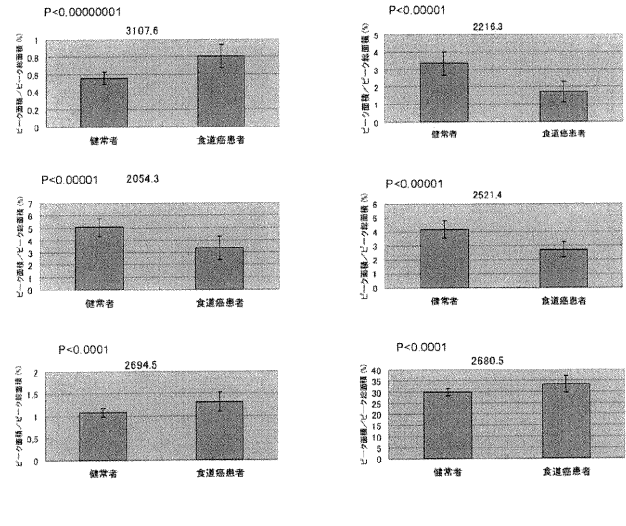 P<0.00000001
3107.6
ピーク面積／ピーク総面積 (%)
1
0.8
0.6
0.4
0.2
0
健常者 食道癌患者
P<0.00001
2216.3
ピーク面積／ピーク総面積 (%)
5
4
3
2
1
0
健常者 食道癌患者
P<0.00001 2054.3
ピーク面積／ピーク総面積 (%)
7
6
5
4
3
2
1
0
健常者 食道癌患者
P<0.00001
2521.4
ピーク面積／ピーク総面積 (%)
6
5
4
3
2
1
0
健常者 食道癌患者
P<0.0001
2694.5
ピーク面積／ピーク総面積 (%)
2
1.5
1
0.5
0
健常者 食道癌患者
P<0.0001
2680.5
ピーク面積／ピーク総面積 (%)
40
35
30
25
20
15
10
5
0
健常者 食道癌患者